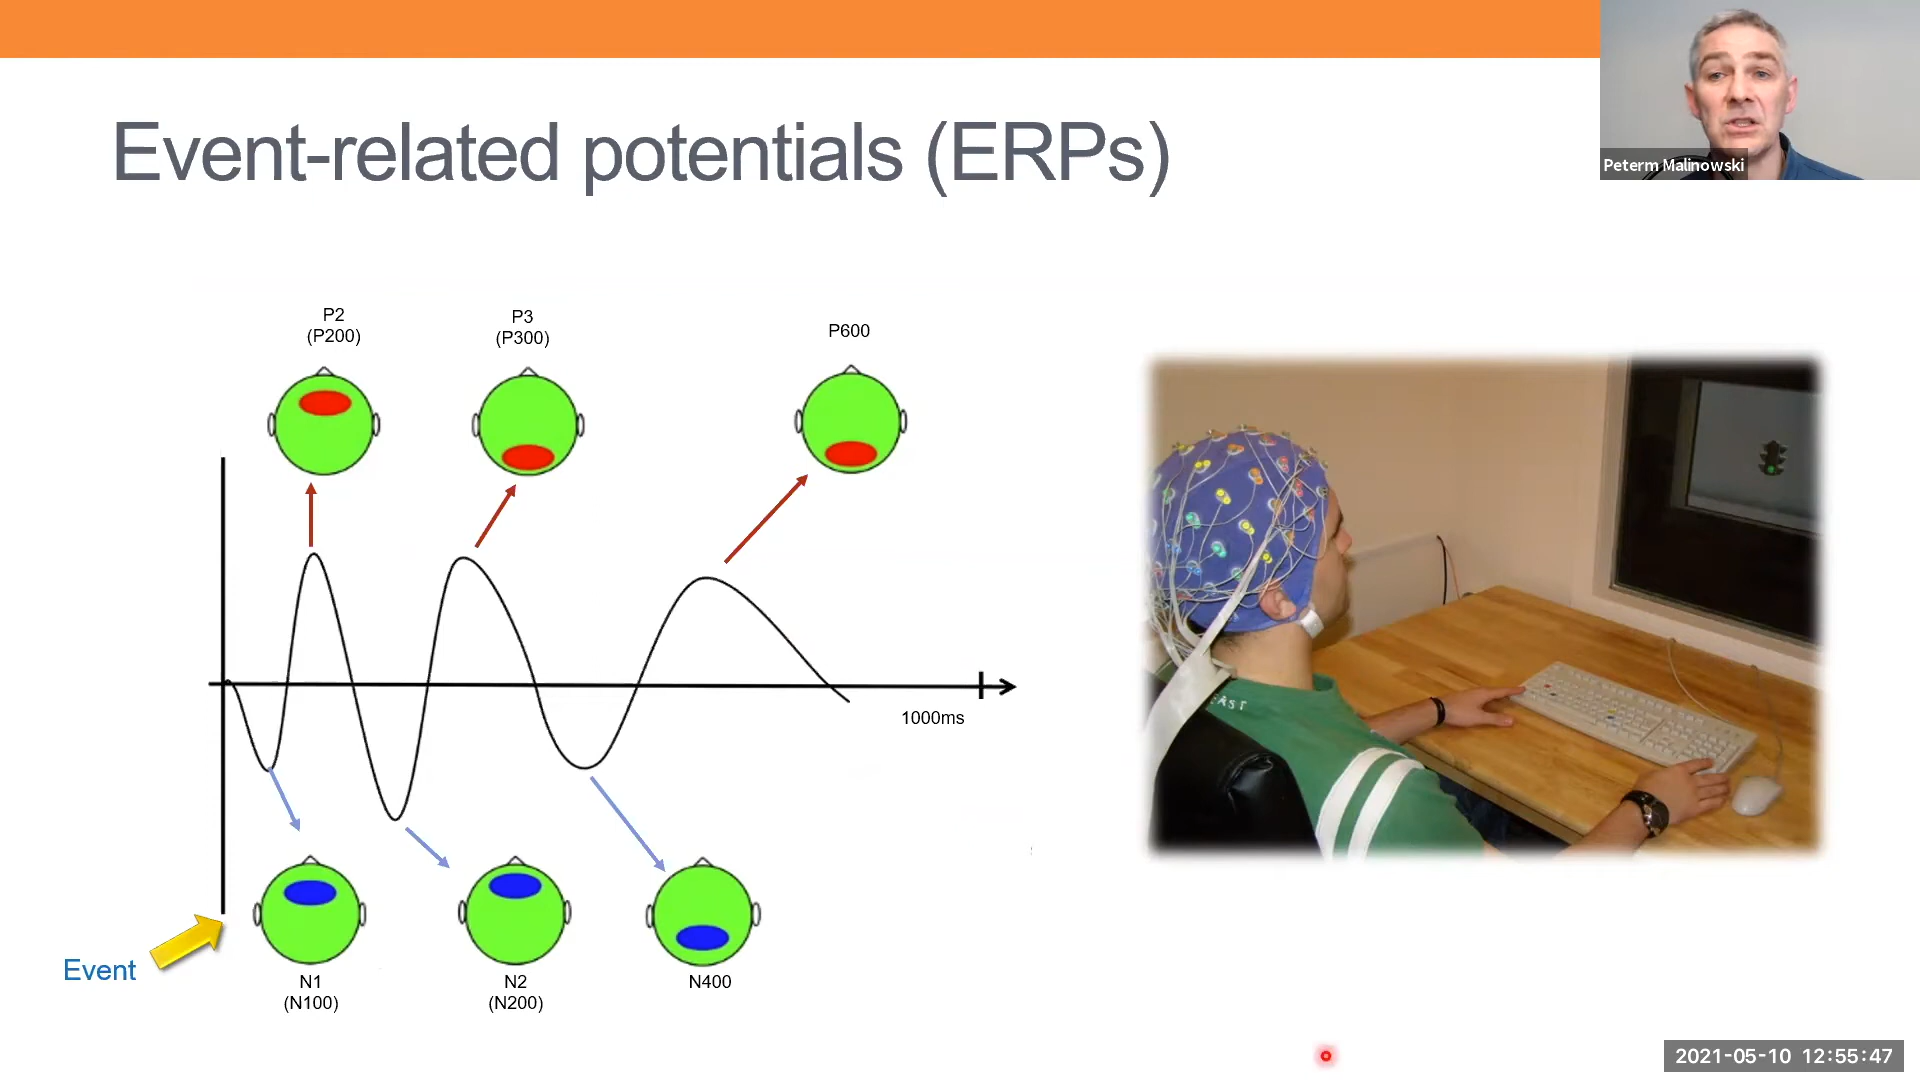 Event-related potentials (ERPs)
Peterm Malinowski
P2
(P200)
P3
(P300)
P600
1000ms
Event
N1
(N100)
N2
(N200)
N400
2021-05-10 12:55:47